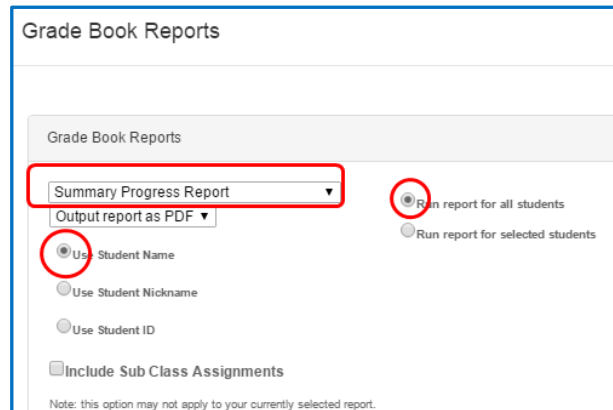 Grade Book Reports
Grade Book Reports
Summary Progress Report
Output report as PDF
Run report for all students
Run report for selected students
Use Student Name
Use Student Nickname
Use Student ID
Include Sub Class Assignments
Note: this option may not apply to your currently selected report.